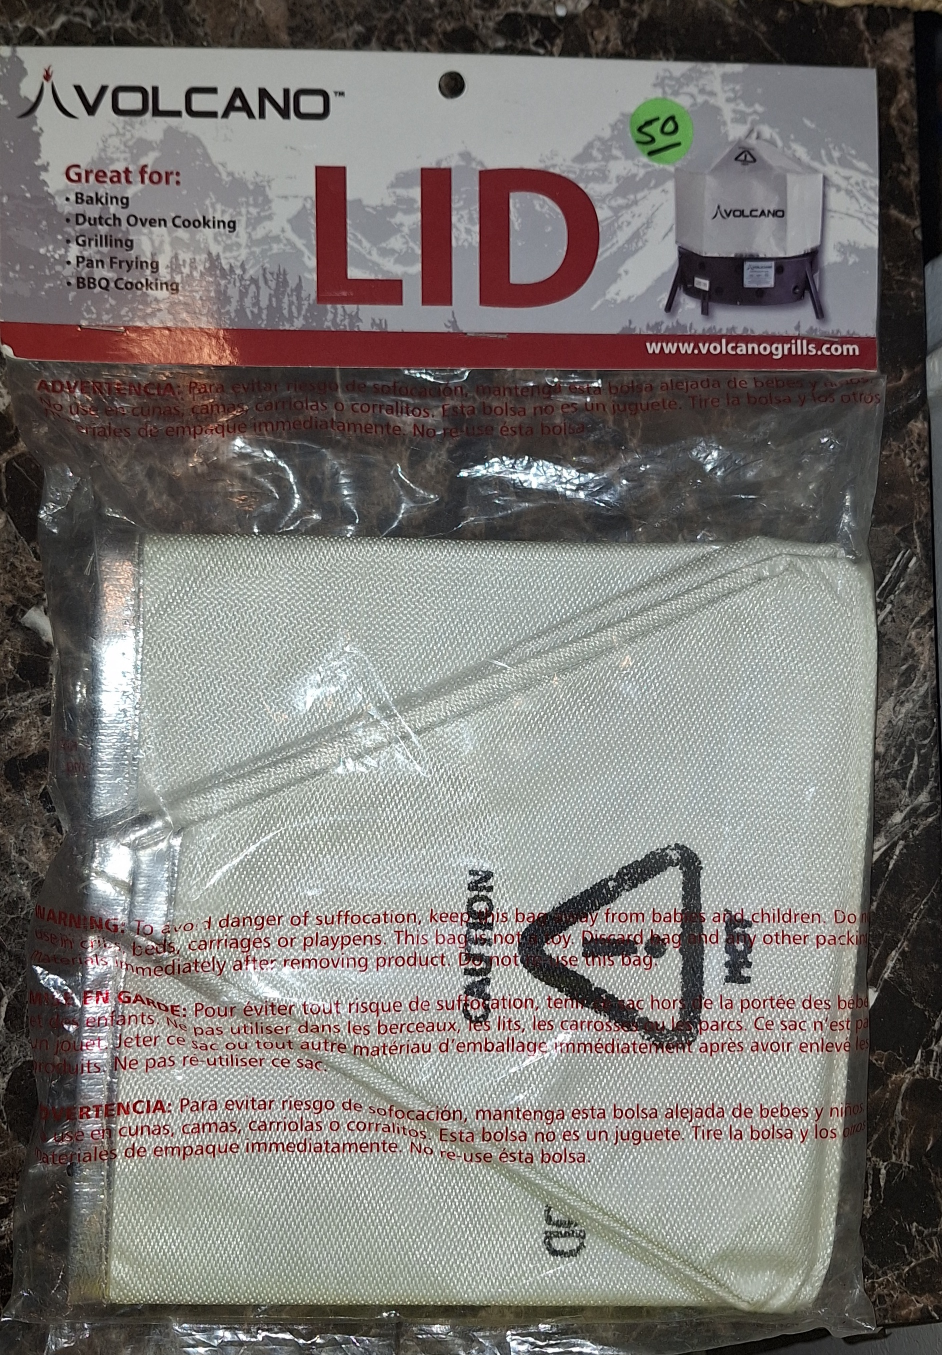 VOLCANO™
50
Great for:
• Baking
• Dutch Oven Cooking
• Grilling
• Pan Frying
• BBQ Cooking
LID
VOLCANO
www.volcanogrills.com
ADVERTENCIA: Para evitar riesgo de sofocación, mantenga esta bolsa alejada de bebes y
No use en cunas, camas, carriolas o corralitos. Esta bolsa no es un juguete. Tire la bolsa y los otros
de empaque immediatamente. No re-use ésta bolsa
CAUTION
HOT
WARNING: To avoid danger of suffocation, keep this bag away from babies and children. Do
use in cribs, beds, carriages or playpens. This bag is not a toy. Discard bag and any other
materials immediately after removing product. Do not re-use this bag.
MISE EN GARDE: Pour éviter tout risque de suffocation, tenir sac hors de la portée des
et des enfants. Ne pas utiliser dans les berceaux, les lits, les carrosses ou les parcs. Ce sac n'est
un jouet. Jeter ce sac ou tout autre matériau d'emballage immédiatement après avoir enlevé les
produits. Ne pas ré-utiliser ce sac.
ADVERTENCIA: Para evitar riesgo de sofocación, mantenga esta bolsa alejada de bebes y niños
use en cunas, camas, carriolas o corralitos. Esta bolsa no es un juguete. Tire la bolsa y los otros
materiales de empaque immediatamente. No re-use ésta bolsa.